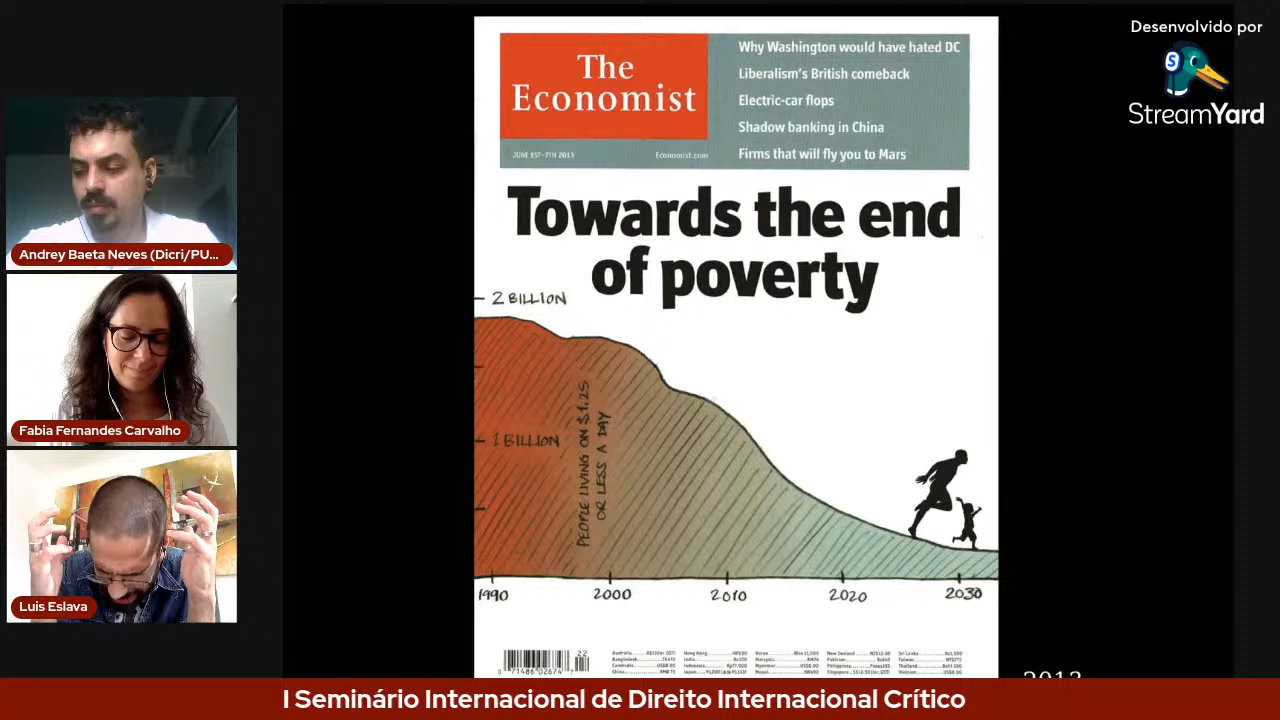 Desenvolvido por
StreamYard
Andrey Baeta Neves (Dicri/PU...
Fabia Fernandes Carvalho
Luis Eslava
The
Economist
JUNE 1ST–7TH 2013
Economist.com
Why Washington would have hated DC
Liberalism's British comeback
Electric-car flops
Shadow banking in China
Firms that will fly you to Mars
Towards the end
of poverty
2 BILLION
1 BILLION
PEOPLE LIVING ON $1.25
OR LESS A DAY
1990
2000
2010
2020
2030
22
2013
I Seminário Internacional de Direito Internacional Crítico